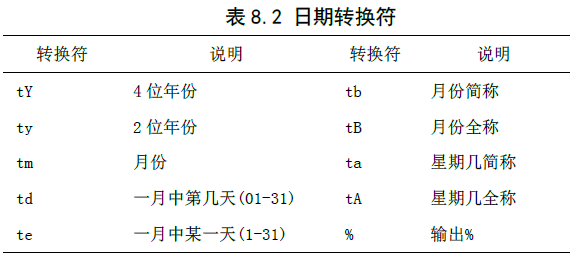 表8.2 日期转换符
转换符 说明 转换符 说明
tY 4位年份 tb 月份简称
ty 2位年份 tB 月份全称
tm 月份 ta 星期几简称
td 一月中第几天(01-31) tA 星期几全称
te 一月中某一天(1-31) % 输出%